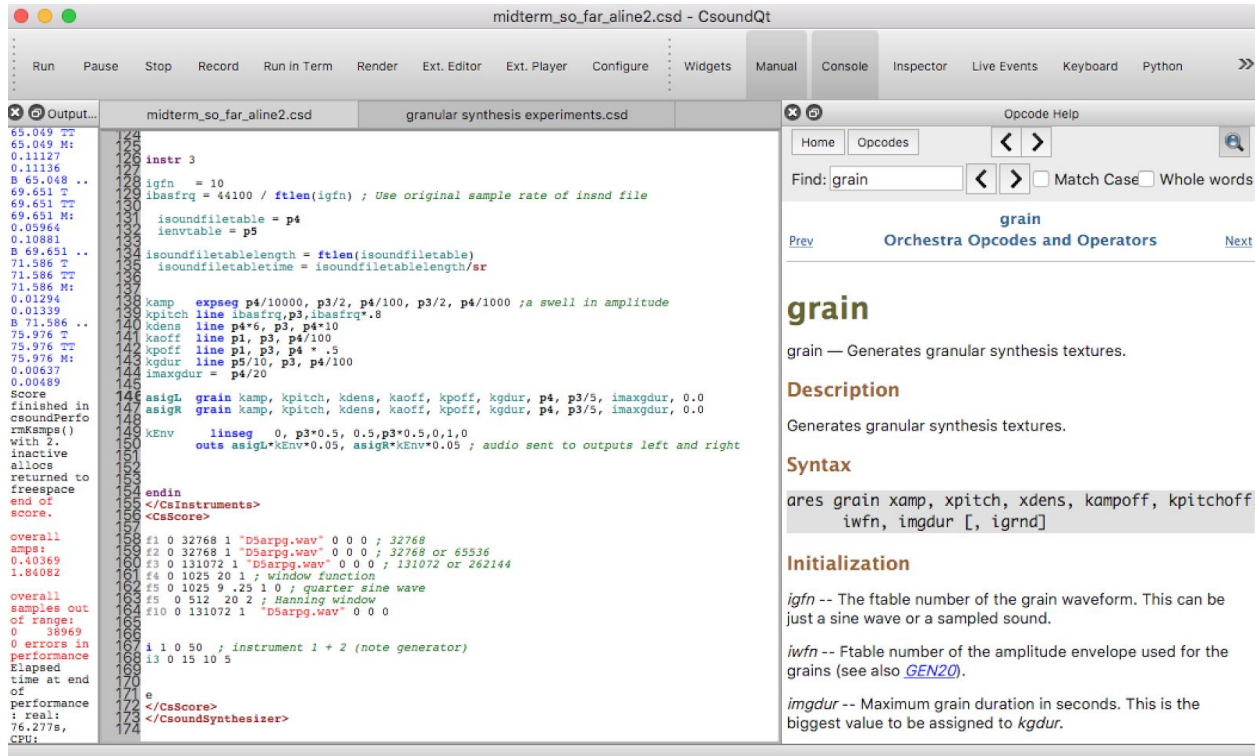 midterm_so_far_aline2.csd - CsoundQt
Run Pause Stop Record Run in Term Render Ext. Editor Ext. Player Configure Widgets Manual Console Inspector Live Events Keyboard Python »
Output...
65.049 TT
65.049 M:
0.11127
0.11136
B 65.048 ..
69.651 T
69.651 TT
69.651 M:
0.05964
0.10881
B 69.651 ..
71.586 T
71.586 TT
71.586 M:
0.01294
0.01339
B 71.586 ..
75.976 T
75.976 TT
75.976 M:
0.00637
0.00489
Score
finished in
csoundPerfo
rmKsmps()
with 2.
inactive
allocs
returned to
freespace
end of
score.
overall
amps:
0.40369
1.84082
overall
samples out
of range:
0 38969
0 errors in
performance
Elapsed
time at end
of
performance
: real:
76.277s,
CPU:
midterm_so_far_aline2.csd granular synthesis experiments.csd
124
125
126 instr 3
127
128 igfn = 10
129 ibasfrq = 44100 / ftlen(igfn) ; Use original sample rate of insnd file
130
131 isoundfiletable = p4
132 ienvtable = p5
133
134 isoundfiletablelength = ftlen(isoundfiletable)
135 isoundfiletabletime = isoundfiletablelength/sr
136
137
138 kamp expseg p4/10000, p3/2, p4/100, p3/2, p4/1000 ;a swell in amplitude
139 kpitch line ibasfrq,p3,ibasfrq*.8
140 kdens line p4*6, p3, p4*10
141 kaoff line p1, p3, p4/100
142 kpoff line p1, p3, p4 * .5
143 kgdur line p5/10, p3, p4/100
144 imaxgdur = p4/20
145
146 asigL grain kamp, kpitch, kdens, kaoff, kpoff, kgdur, p4, p3/5, imaxgdur, 0.0
147 asigR grain kamp, kpitch, kdens, kaoff, kpoff, kgdur, p4, p3/5, imaxgdur, 0.0
148
149 kEnv linseg 0, p3*0.5, 0.5,p3*0.5,0,1,0
150 outs asigL*kEnv*0.05, asigR*kEnv*0.05 ; audio sent to outputs left and right
151
152
153
154 endin
155 </CsInstruments>
156 <CsScore>
157
158 f1 0 32768 1 "D5arpg.wav" 0 0 0 ; 32768
159 f2 0 32768 1 "D5arpg.wav" 0 0 0 ; 32768 or 65536
160 f3 0 131072 1 "D5arpg.wav" 0 0 0 ; 131072 or 262144
161 f4 0 1025 20 1 ; window function
162 f5 0 1025 9 .25 1 0 ; quarter sine wave
163 f5 0 512 20 2 ; Hanning window
164 f10 0 131072 1 "D5arpg.wav" 0 0 0
165
166
167 i 1 0 50 ; instrument 1 + 2 (note generator)
168 i3 0 15 10 5
169
170
171 e
172 </CsScore>
173 </CsoundSynthesizer>
174
Opcode Help
Home Opcodes
Find: grain Match Case Whole words
grain
Prev Orchestra Opcodes and Operators Next
grain
grain — Generates granular synthesis textures.
Description
Generates granular synthesis textures.
Syntax
ares grain xamp, xpitch, xdens, kampoff, kpitchoff
iwfn, imgdur [, igrnd]
Initialization
igfn -- The ftable number of the grain waveform. This can be
just a sine wave or a sampled sound.
iwfn -- Ftable number of the amplitude envelope used for the
grains (see also GEN20).
imgdur -- Maximum grain duration in seconds. This is the
biggest value to be assigned to kgdur.